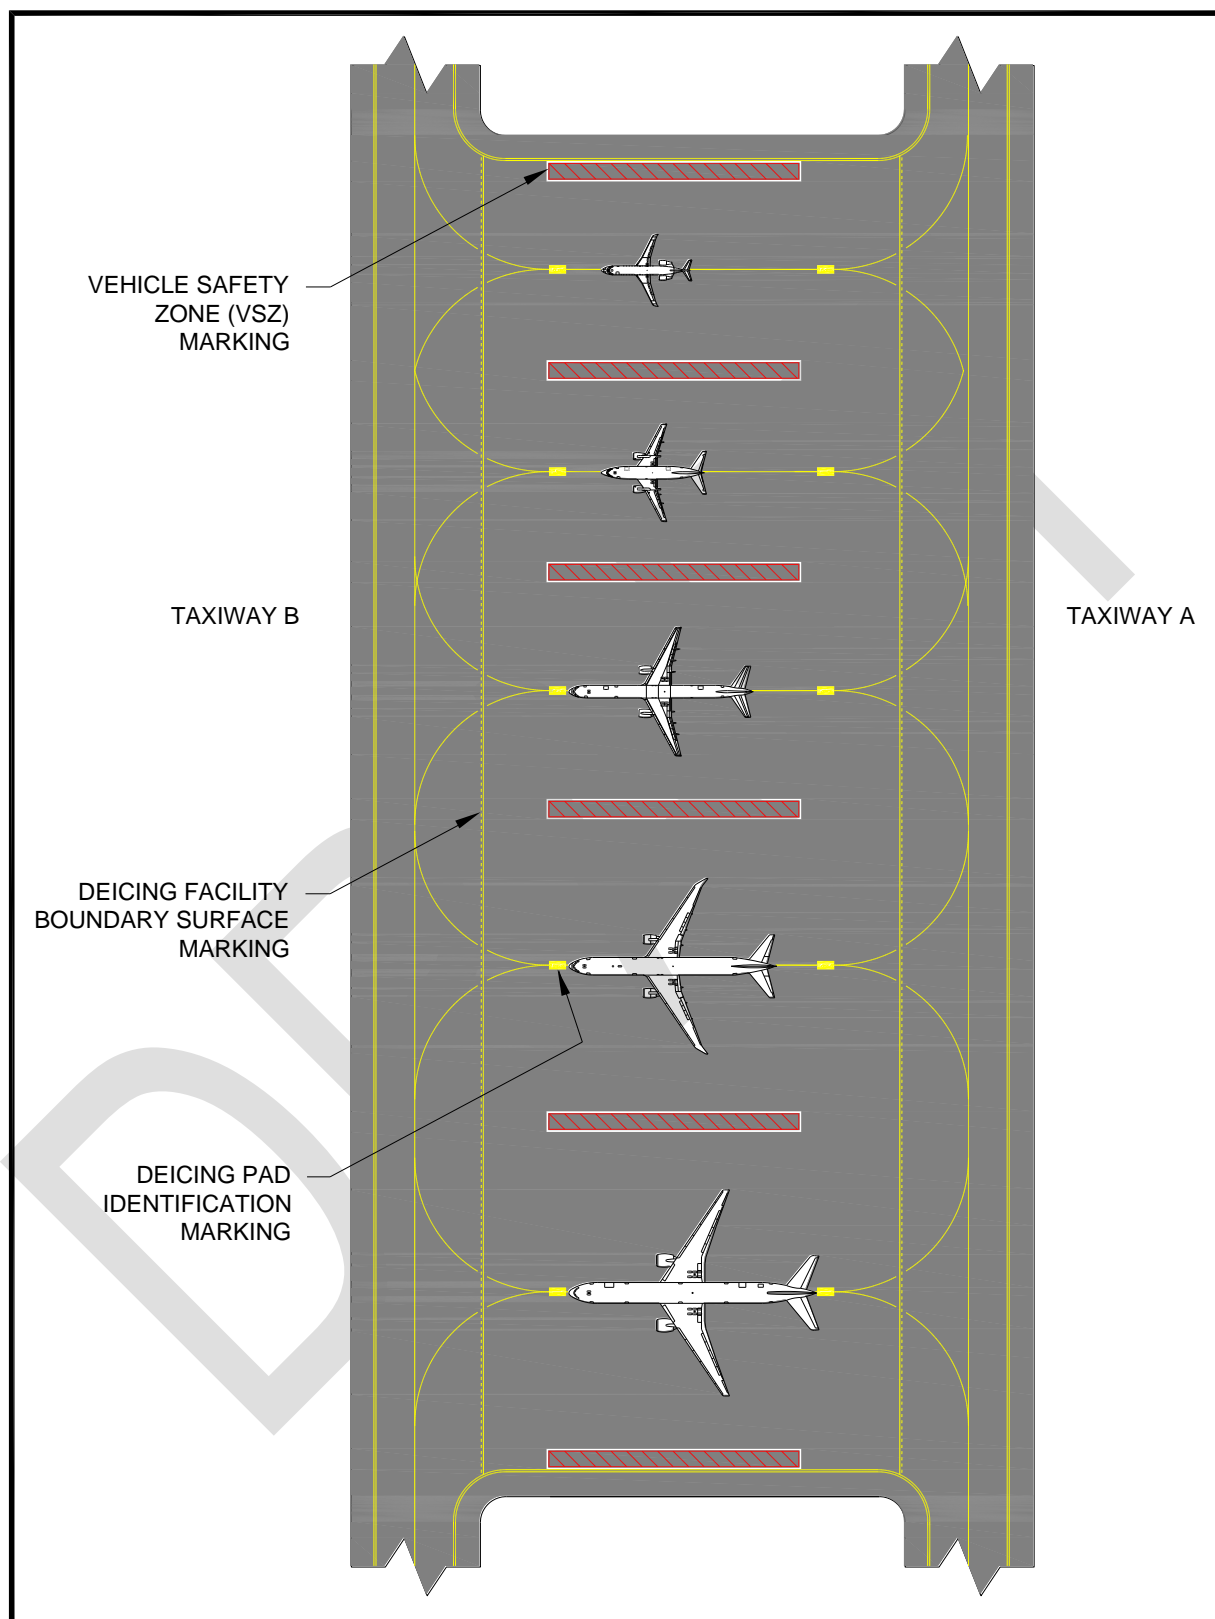 VEHICLE SAFETY
ZONE (VSZ)
MARKING
TAXIWAY B
TAXIWAY A
DEICING FACILITY
BOUNDARY SURFACE
MARKING
DEICING PAD
IDENTIFICATION
MARKING